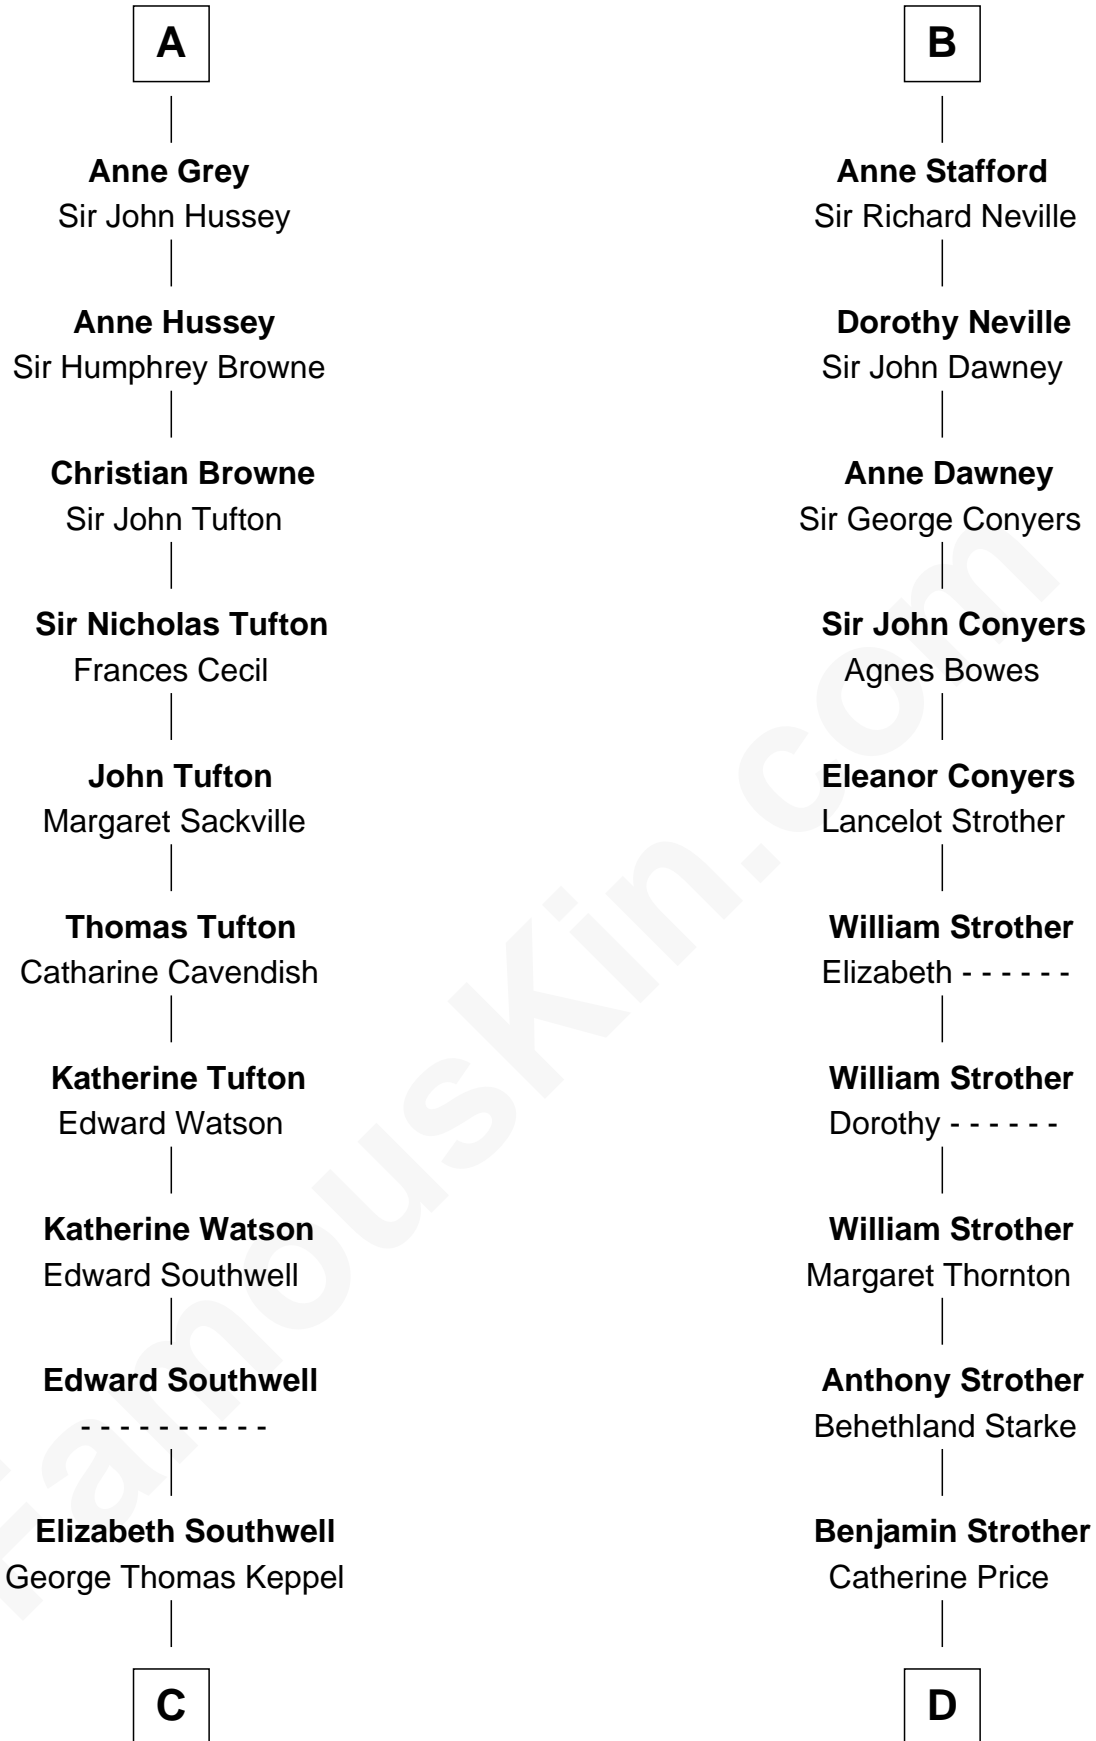 A
Anne Grey
Sir John Hussey
Anne Hussey
Sir Humphrey Browne
Christian Browne
Sir John Tufton
Sir Nicholas Tufton
Frances Cecil
John Tufton
Margaret Sackville
Thomas Tufton
Catharine Cavendish
Katherine Tufton
Edward Watson
Katherine Watson
Edward Southwell
Edward Southwell
- - - - - - - - - -
Elizabeth Southwell
George Thomas Keppel
C
B
Anne Stafford
Sir Richard Neville
Dorothy Neville
Sir John Dawney
Anne Dawney
Sir George Conyers
Sir John Conyers
Agnes Bowes
Eleanor Conyers
Lancelot Strother
William Strother
Elizabeth - - - - - -
William Strother
Dorothy - - - - - -
William Strother
Margaret Thornton
Anthony Strother
Behethland Starke
Benjamin Strother
Catherine Price
D
FamousKin.com